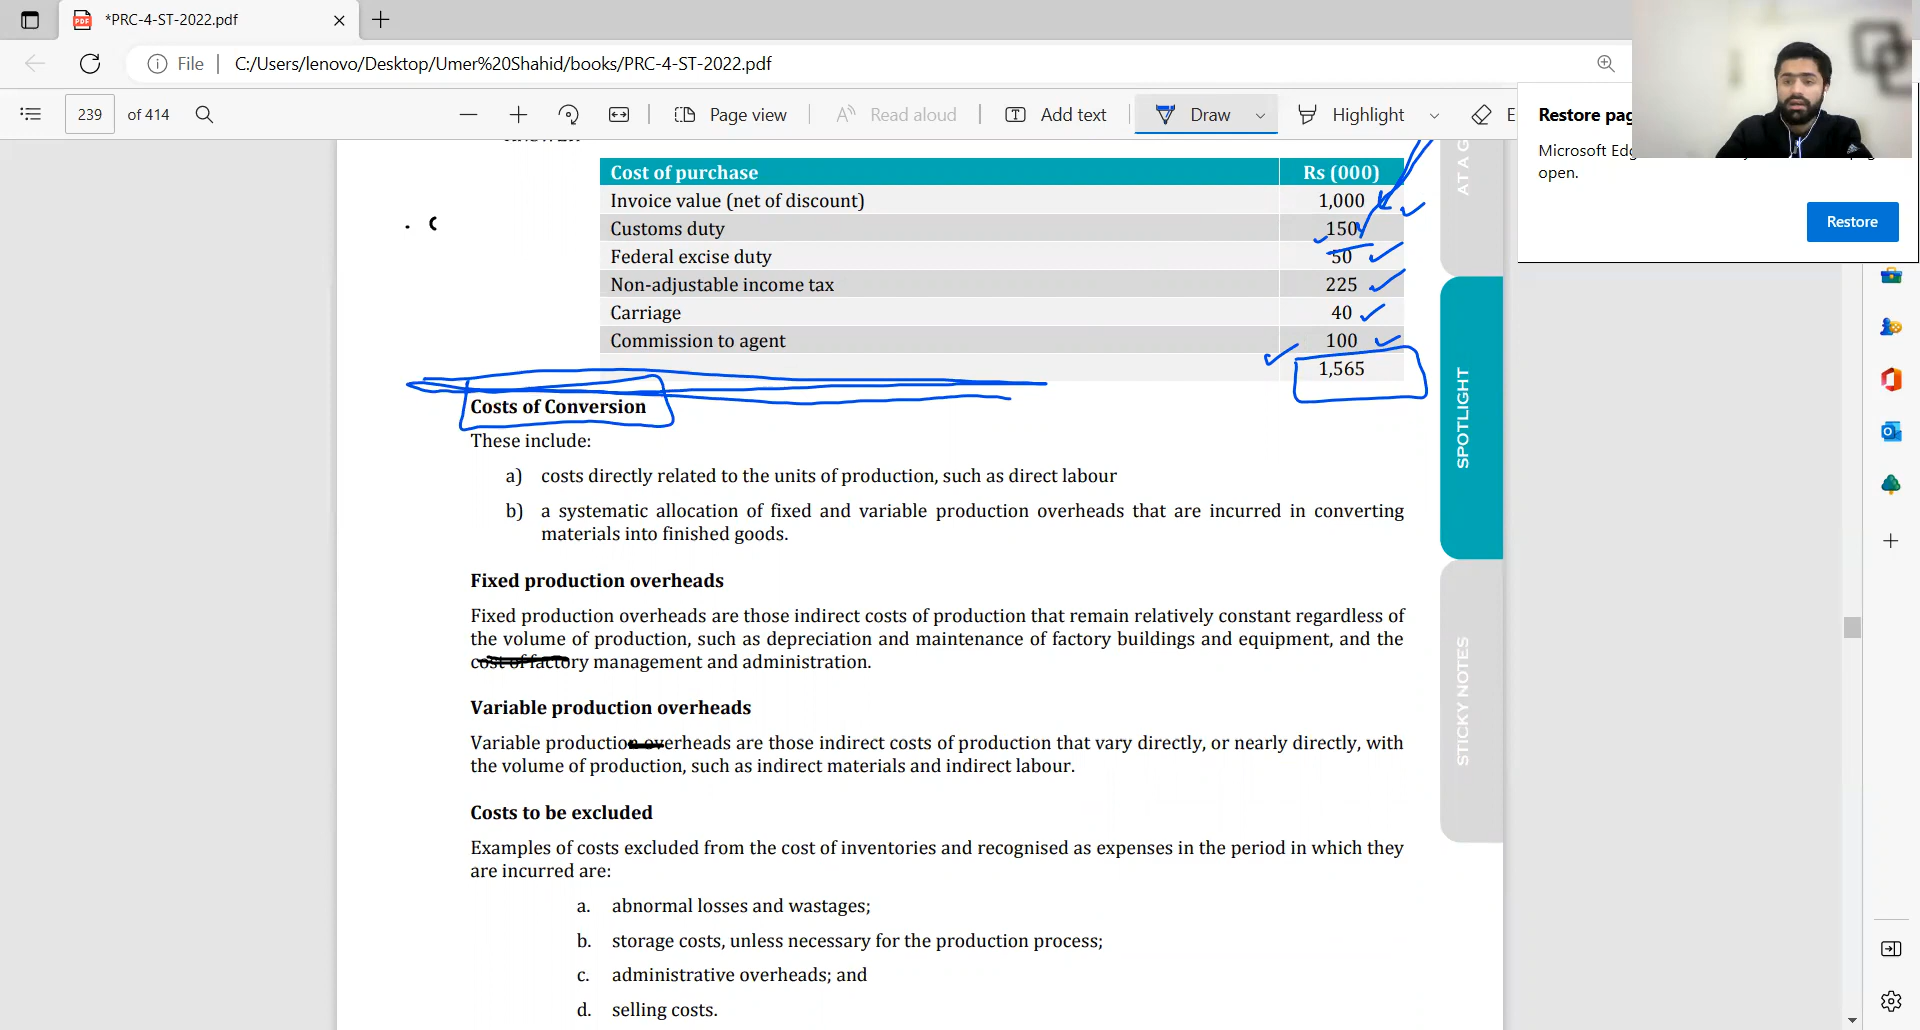 *PRC-4-ST-2022.pdf
File
C:/Users/lenovo/Desktop/Umer%20Shahid/books/PRC-4-ST-2022.pdf
239
of 414
Page view
Read aloud
Add text
Draw
Highlight
Restore
Microsoft
open.
Restore
Cost of purchase Rs (000)
Invoice value (net of discount) 1,000
Customs duty 150
Federal excise duty 50
Non-adjustable income tax 225
Carriage 40
Commission to agent 100
1,565
Costs of Conversion
These include:
a) costs directly related to the units of production, such as direct labour
b) a systematic allocation of fixed and variable production overheads that are incurred in converting
materials into finished goods.
Fixed production overheads
Fixed production overheads are those indirect costs of production that remain relatively constant regardless of
the volume of production, such as depreciation and maintenance of factory buildings and equipment, and the
cost of factory management and administration.
Variable production overheads
Variable production overheads are those indirect costs of production that vary directly, or nearly directly, with
the volume of production, such as indirect materials and indirect labour.
Costs to be excluded
Examples of costs excluded from the cost of inventories and recognised as expenses in the period in which they
are incurred are:
a. abnormal losses and wastages;
b. storage costs, unless necessary for the production process;
c. administrative overheads; and
d. selling costs.
AT A G
SPOTLIGHT
STICKY NOTES